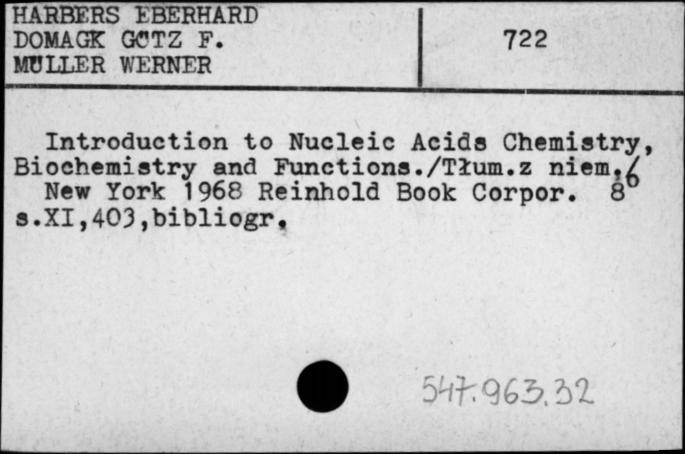 HARBERS EBERHARD
DOMAGK GÖTZ F.
MÜLLER WERNER
722
Introduction to Nucleic Acids Chemistry,
Biochemistry and Functions./Tłum.z niem./
New York 1968 Reinhold Book Corpor. 8°
s.XI,403,bibliogr.
547.963.32